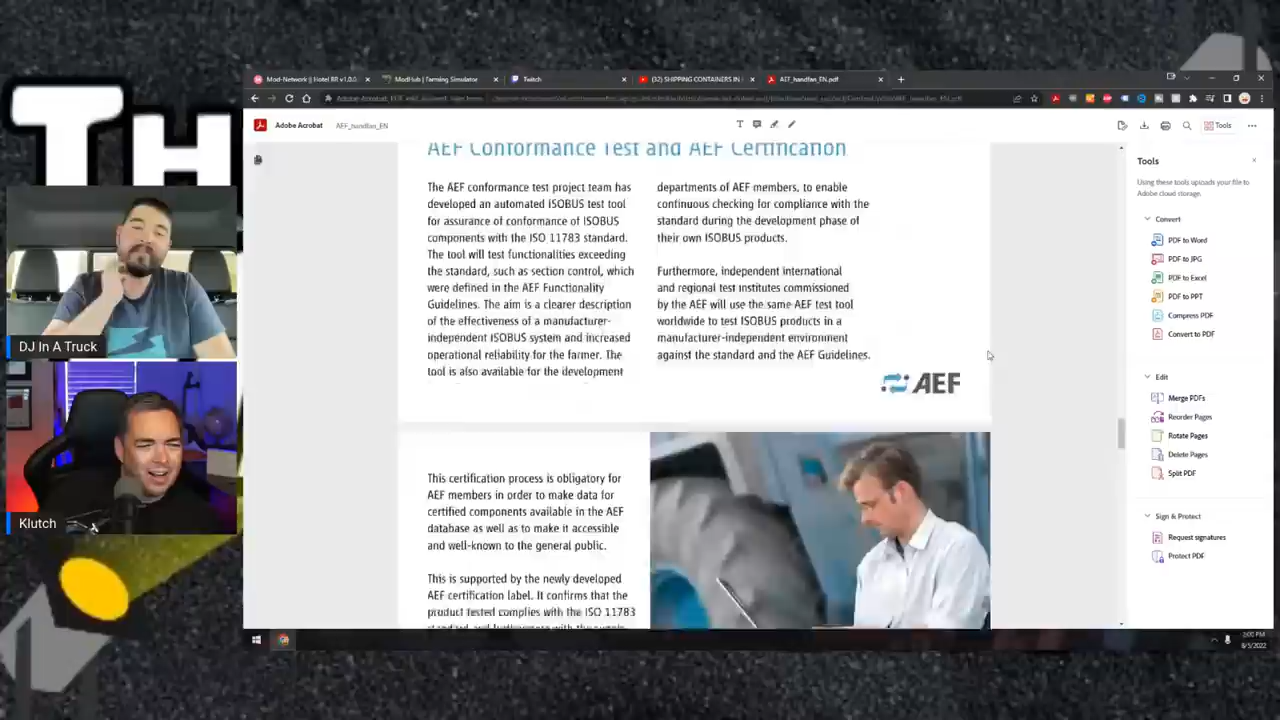 Th
DJ In A Truck
Klutch
Mod-Network || Hotel BR v1.0.0
ModHub | Farming Simulator
Twitch
(32) SHIPPING CONTAINERS IN
AEF_handfan_EN.pdf
Adobe Acrobat
AEF_handfan_EN
Tools
AEF Conformance Test and AEF Certification
The AEF conformance test project team has
developed an automated ISOBUS test tool
for assurance of conformance of ISOBUS
components with the ISO 11783 standard.
The tool will test functionalities exceeding
the standard, such as section control, which
were defined in the AEF Functionality
Guidelines. The aim is a clearer description
of the effectiveness of a manufacturer-
independent ISOBUS system and increased
operational reliability for the farmer. The
tool is also available for the development
departments of AEF members, to enable
continuous checking for compliance with the
standard during the development phase of
their own ISOBUS products.
Furthermore, independent international
and regional test institutes commissioned
by the AEF will use the same AEF test tool
worldwide to test ISOBUS products in a
manufacturer-independent environment
against the standard and the AEF Guidelines.
AEF
This certification process is obligatory for
AEF members in order to make data for
certified components available in the AEF
database as well as to make it accessible
and well-known to the general public.
This is supported by the newly developed
AEF certification label. It confirms that the
product tested complies with the ISO 11783
Tools
Using these tools uploads your file to
Adobe cloud storage.
Convert
PDF to Word
PDF to JPG
PDF to Excel
PDF to PPT
Compress PDF
Convert to PDF
Edit
Merge PDFs
Reorder Pages
Rotate Pages
Delete Pages
Split PDF
Sign & Protect
Request signatures
Protect PDF
3:00 PM
8/5/2022